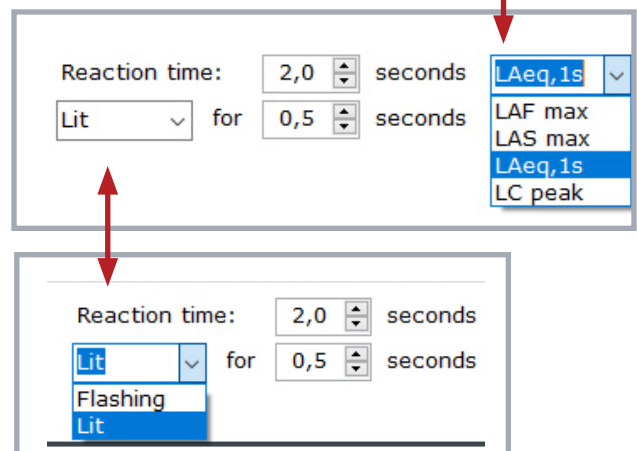 Reaction time: 2,0 seconds LAeq,1s
Lit for 0,5 seconds LAF max
LAS max
LAeq,1s
LC peak
Reaction time: 2,0 seconds
Lit for 0,5 seconds
Flashing
Lit